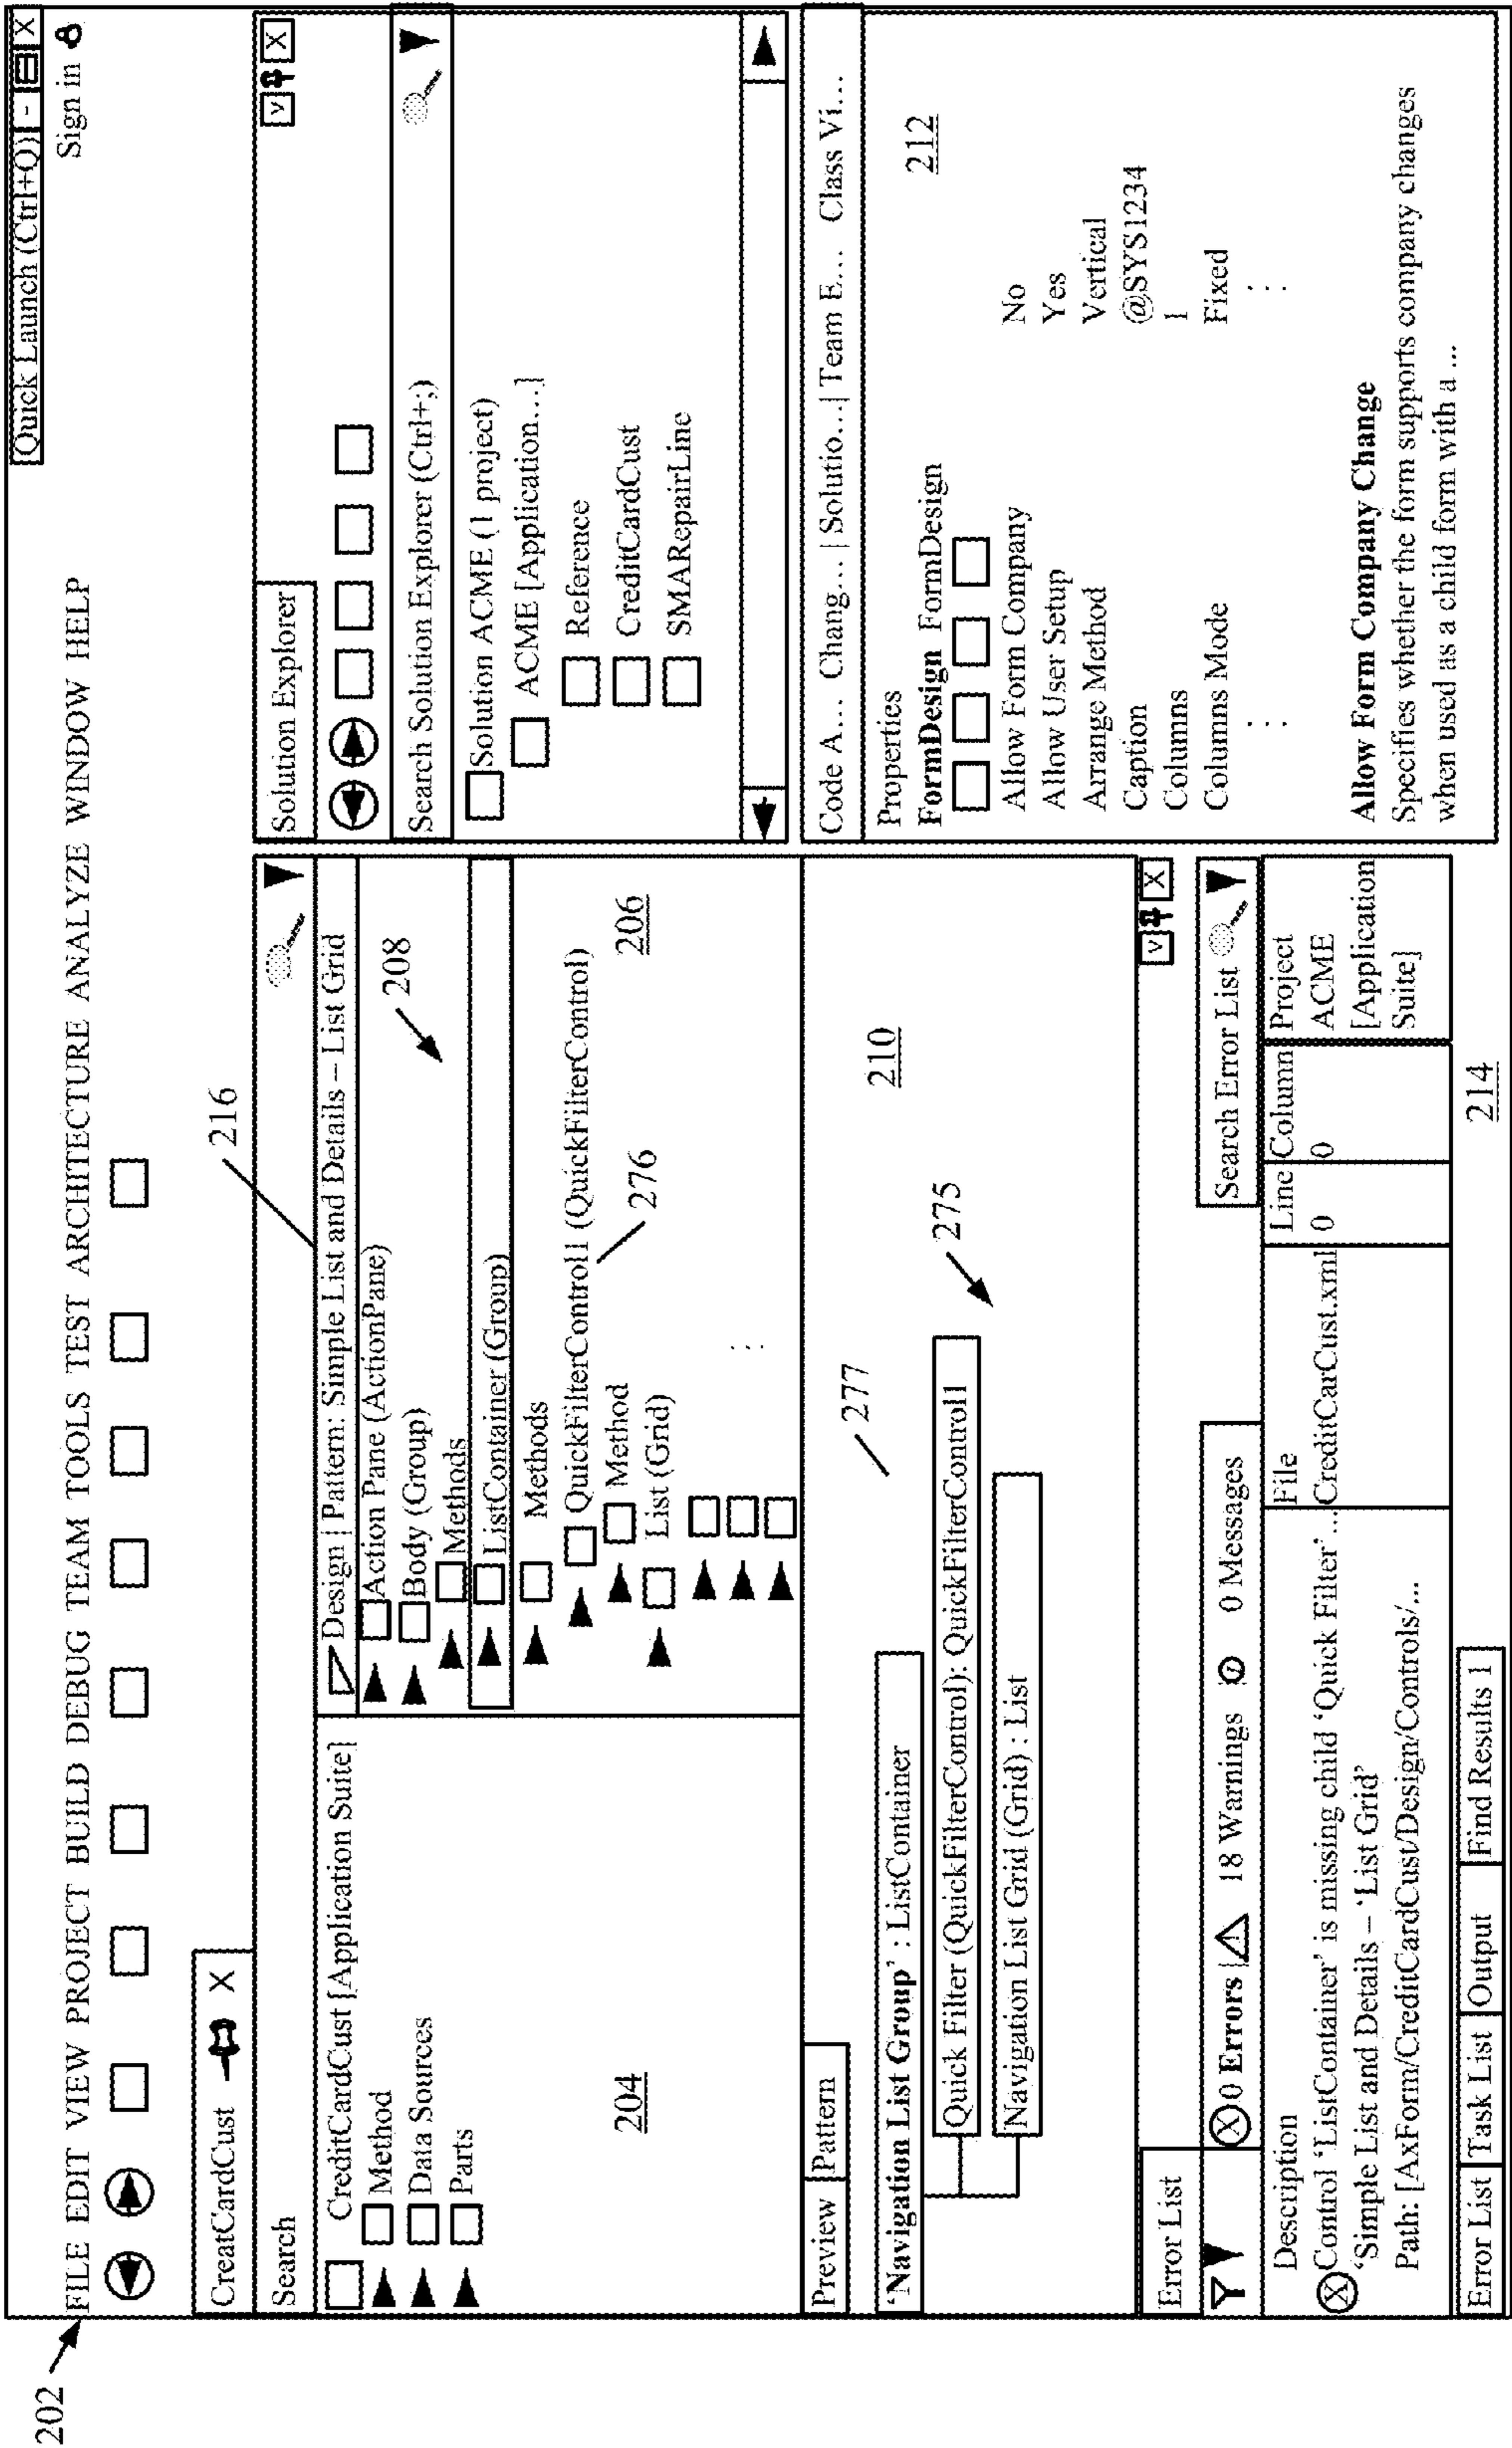 202
Quick Launch (Ctrl+Q) - X
FILE EDIT VIEW PROJECT BUILD DEBUG TEAM TOOLS TEST ARCHITECTURE ANALYZE WINDOW HELP
Sign in
CreatCardCust X
216
Search
CreditCardCust [Application Suite]
Method
Data Sources
Parts
204
Design | Pattern: Simple List and Details – List Grid
Action Pane (ActionPane)
Body (Group)
208
Methods
ListContainer (Group)
Methods
QuickFilterControl1 (QuickFilterControl)
276
206
Method
List (Grid)
Solution Explorer
v X
Search Solution Explorer (Ctrl+;)
Solution ACME (1 project)
ACME [Application…]
Reference
CreditCardCust
SMARepairLine
Preview Pattern
'Navigation List Group' : ListContainer
277
210
Quick Filter (QuickFilterControl): QuickFilterControl1
275
Navigation List Grid (Grid) : List
Code A… Chang… | Solutio…| Team E… Class Vi…
Properties
212
FormDesign FormDesign
Allow Form Company No
Allow User Setup Yes
Arrange Method Vertical
Caption @SYS1234
Columns 1
Columns Mode Fixed
Allow Form Company Change
Specifies whether the form supports company changes
when used as a child form with a ...
Error List
v X
X 0 Errors 18 Warnings 0 Messages
Search Error List
Description File Line Column Project
X Control 'ListContainer' is missing child 'Quick Filter'… CreditCarCust.xml 0 0 ACME
'Simple List and Details – 'List Grid' [Application
Path: [AxForm/CreditCardCust/Design/Controls/... Suite]
Error List Task List Output Find Results 1
214